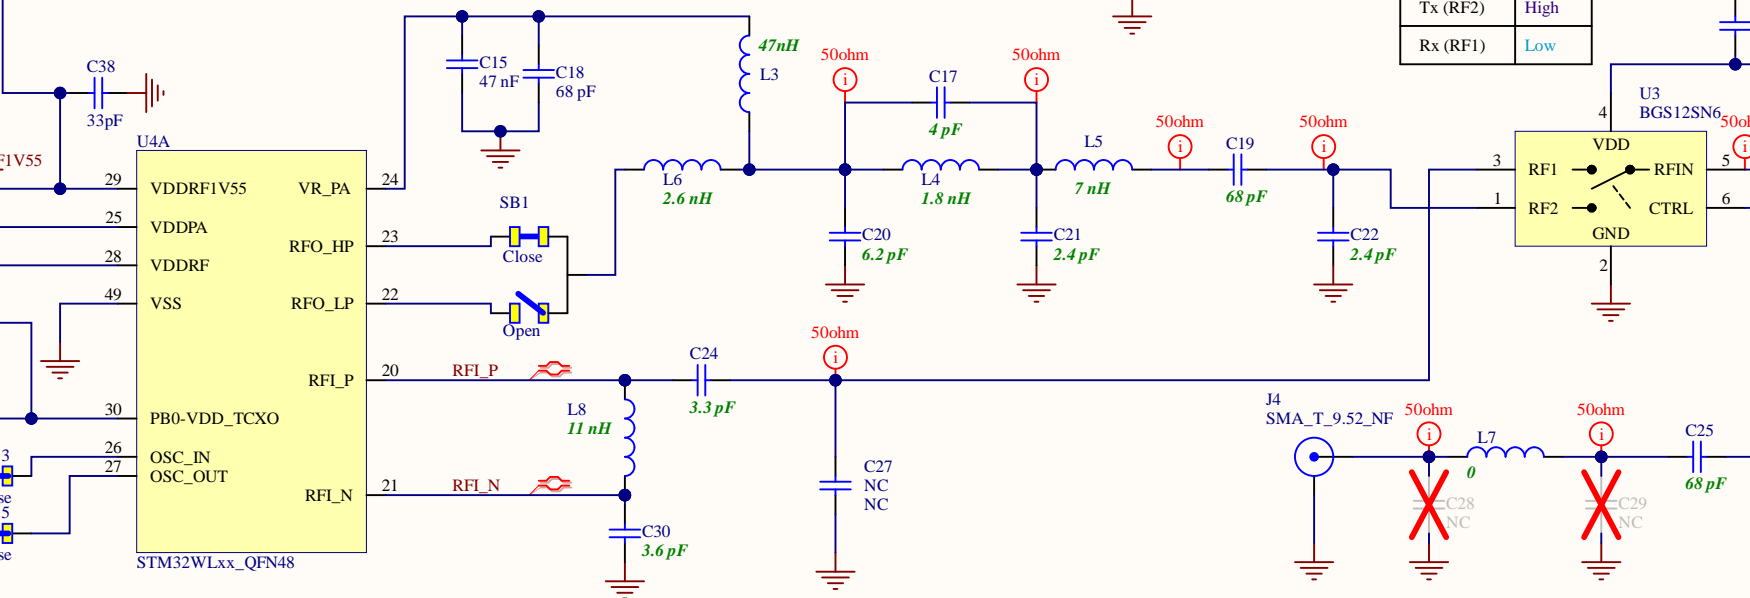 Tx (RF2)
High
Rx (RF1)
Low
C38
33pF
C15
47 nF
C18
68 pF
47nH
L3
50ohm
i
50ohm
i
C17
4 pF
U4A
F1V55
29
VDDRF1V55
25
VDDPA
28
VDDRF
49
VSS
30
PB0-VDD_TCXO
26
OSC_IN
27
OSC_OUT
VR_PA
24
RFO_HP
23
RFO_LP
22
RFI_P
20
RFI_N
21
STM32WLxx_QFN48
3
se
5
se
SB1
Close
Open
L6
2.6 nH
L4
1.8 nH
L5
7 nH
50ohm
i
C19
68 pF
50ohm
i
C20
6.2 pF
C21
2.4 pF
C22
2.4 pF
U3
BGS12SN6
4
VDD
3
RF1
RFIN
5
1
RF2
CTRL
6
GND
2
50oh
i
RFI_P
C24
3.3 pF
50ohm
i
L8
11 nH
RFI_N
C30
3.6 pF
C27
NC
NC
J4
SMA_T_9.52_NF
50ohm
i
L7
0
50ohm
i
C25
68 pF
C28
NC
C29
NC